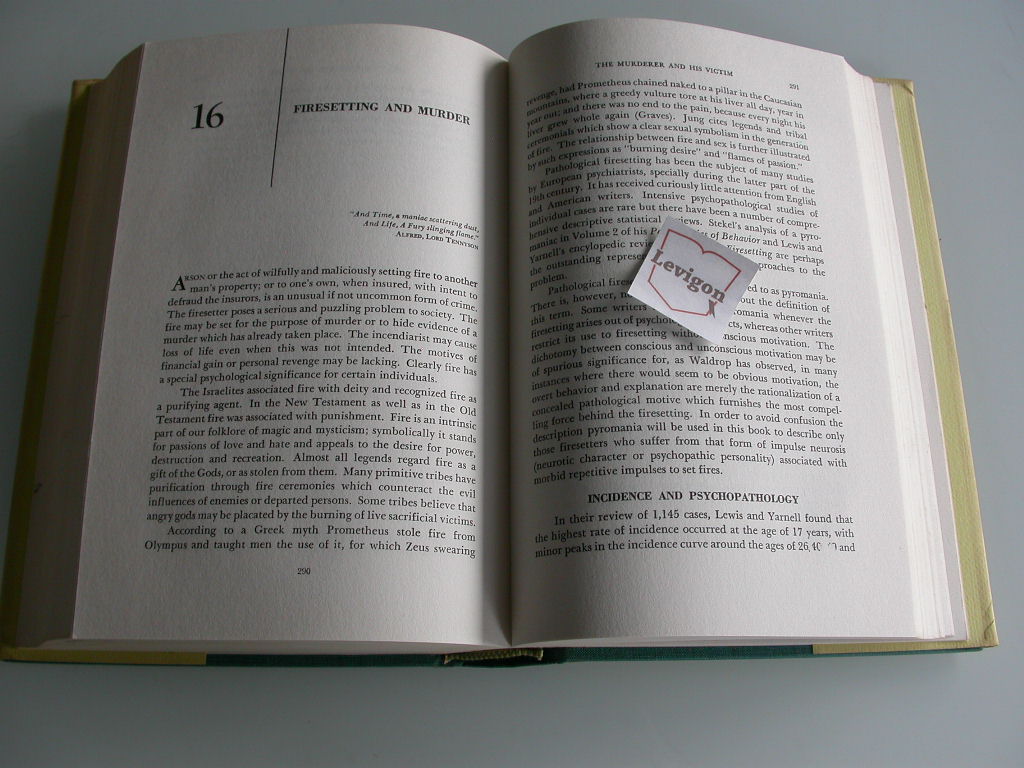 16
FIRESETTING AND MURDER
"And Time, a maniac scattering dust,
And Life, A Fury slinging flame."
ALFRED, LORD TENNYSON
ARSON or the act of wilfully and maliciously setting fire to another
man's property; or to one's own, when insured, with intent to
defraud the insurors, is an unusual if not uncommon form of crime.
The firesetter poses a serious and puzzling problem to society. The
fire may be set for the purpose of murder or to hide evidence of a
murder which has already taken place. The incendiarist may cause
loss of life even when this was not intended. The motives of
financial gain or personal revenge may be lacking. Clearly fire has
a special psychological significance for certain individuals.
The Israelites associated fire with deity and recognized fire as
a purifying agent. In the New Testament as well as in the Old
Testament fire was associated with punishment. Fire is an intrinsic
part of our folklore of magic and mysticism; symbolically it stands
for passions of love and hate and appeals to the desire for power,
destruction and recreation. Almost all legends regard fire as a
gift of the Gods, or as stolen from them. Many primitive tribes have
purification through fire ceremonies which counteract the evil
influences of enemies or departed persons. Some tribes believe that
angry gods may be placated by the burning of live sacrificial victims.
According to a Greek myth Prometheus stole fire from
Olympus and taught men the use of it, for which Zeus swearing
290
THE MURDERER AND HIS VICTIM
291
revenge, had Prometheus chained naked to a pillar in the Caucasian
mountains, where a greedy vulture tore at his liver all day, year in
year out; and there was no end to the pain, because every night his
liver grew whole again (Graves). Jung cites legends and tribal
ceremonials which show a clear sexual symbolism in the generation
of fire. The relationship between fire and sex is further illustrated
by such expressions as "burning desire" and "flames of passion."
Pathological firesetting has been the subject of many studies
by European psychiatrists, specially during the latter part of the
19th century. It has received curiously little attention from English
and American writers. Intensive psychopathological studies of
individual cases are rare but there have been a number of compre-
hensive descriptive statistical Stekel's analysis of a pyro-
maniac in Volume 2 of his of Behavior and Lewis and
Yarnell's encylopedic Firesetting are perhaps
the outstanding to the
problem.
Pathological to as pyromania.
There is, however, the definition of
this term. Some writers whenever the
firesetting arises out of whereas other writers
restrict its use to firesetting motivation. The
dichotomy between conscious and unconscious motivation may be
of spurious significance for, as Waldrop has observed, in many
instances where there would seem to be obvious motivation, the
overt behavior and explanation are merely the rationalization of a
concealed pathological motive which furnishes the most compel-
ling force behind the firesetting. In order to avoid confusion the
description pyromania will be used in this book to describe only
those firesetters who suffer from that form of impulse neurosis
(neurotic character or psychopathic personality) associated with
morbid repetitive impulses to set fires.
INCIDENCE AND PSYCHOPATHOLOGY
In their review of 1,145 cases, Lewis and Yarnell found that
the highest rate of incidence occurred at the age of 17 years, with
minor peaks in the incidence curve around the ages of 26, and
Levigon